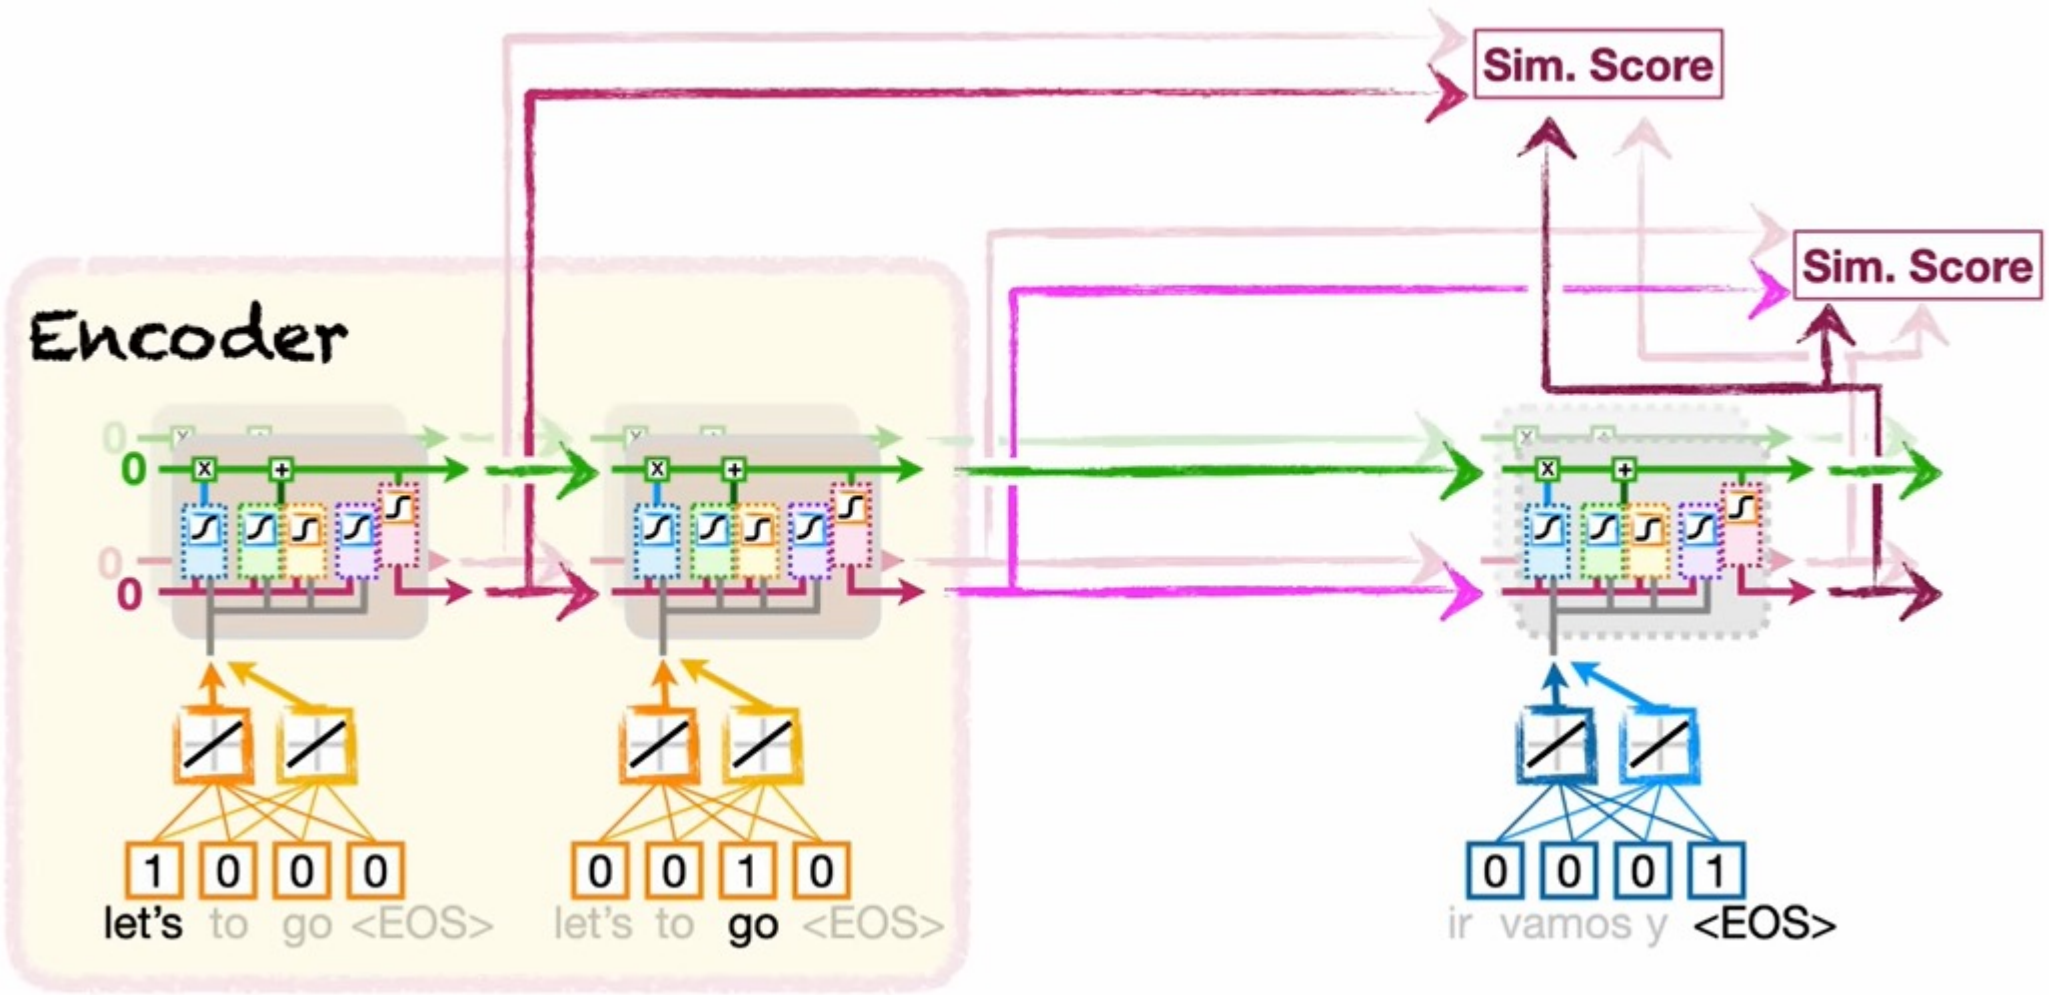 Sim. Score
Sim. Score
Encoder
0 x +
0 x + x + x +
0
0
1 0 0 0 0 0 1 0 0 0 0 1
let's to go <EOS> let's to go <EOS> ir vamos y <EOS>